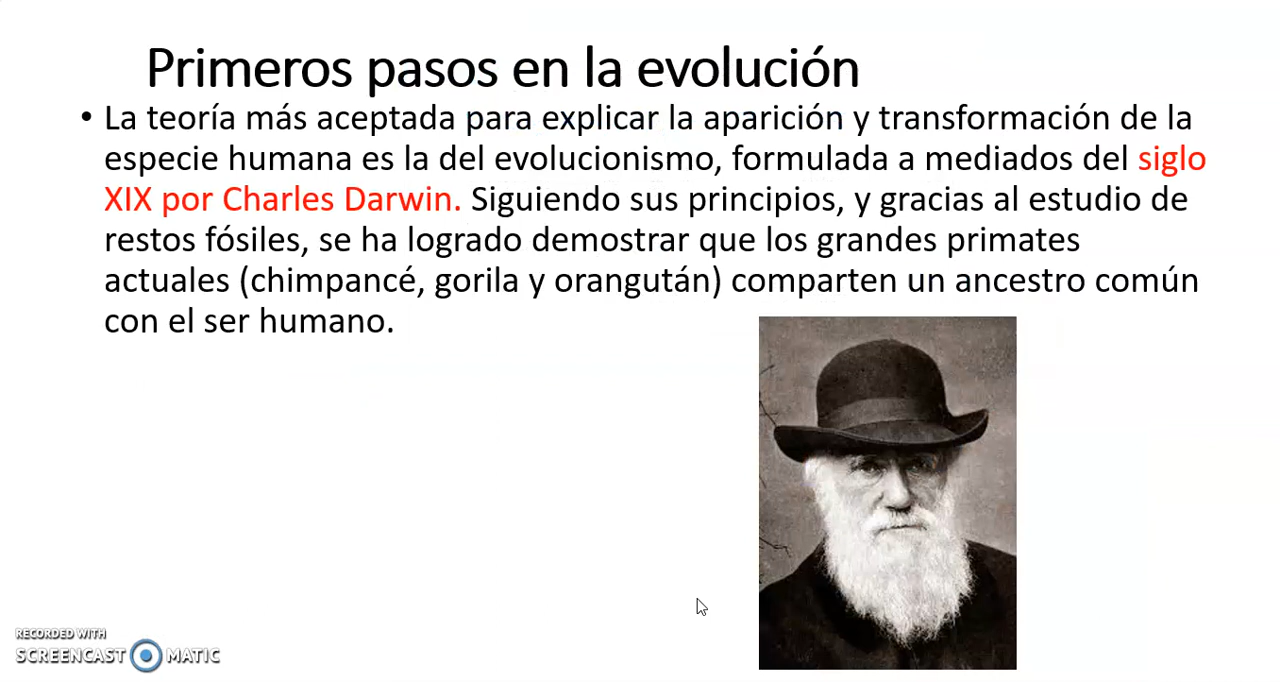 Primeros pasos en la evolución
• La teoría más aceptada para explicar la aparición y transformación de la
especie humana es la del evolucionismo, formulada a mediados del siglo
XIX por Charles Darwin. Siguiendo sus principios, y gracias al estudio de
restos fósiles, se ha logrado demostrar que los grandes primates
actuales (chimpancé, gorila y orangután) comparten un ancestro común
con el ser humano.
RECORDED WITH
SCREENCAST MATIC